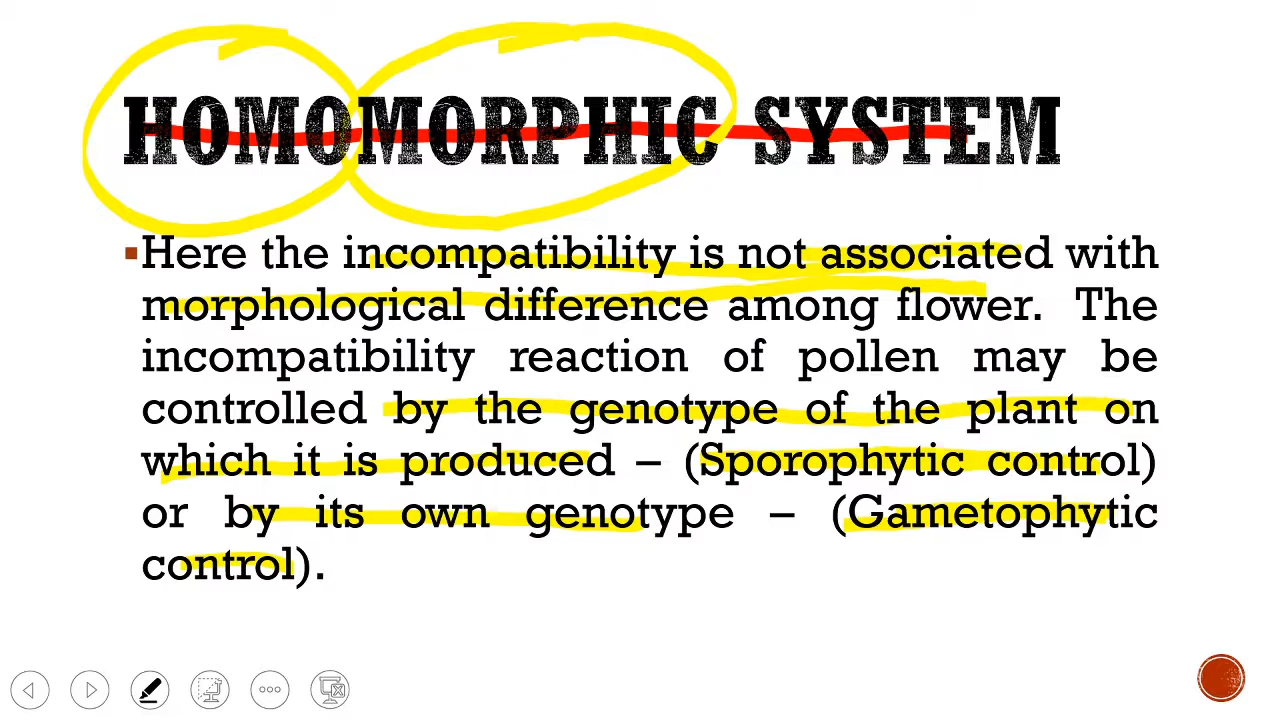 HOMOMORPHIC SYSTEM
Here the incompatibility is not associated with
morphological difference among flower. The
incompatibility reaction of pollen may be
controlled by the genotype of the plant on
which it is produced – (Sporophytic control)
or by its own genotype – (Gametophytic
control).